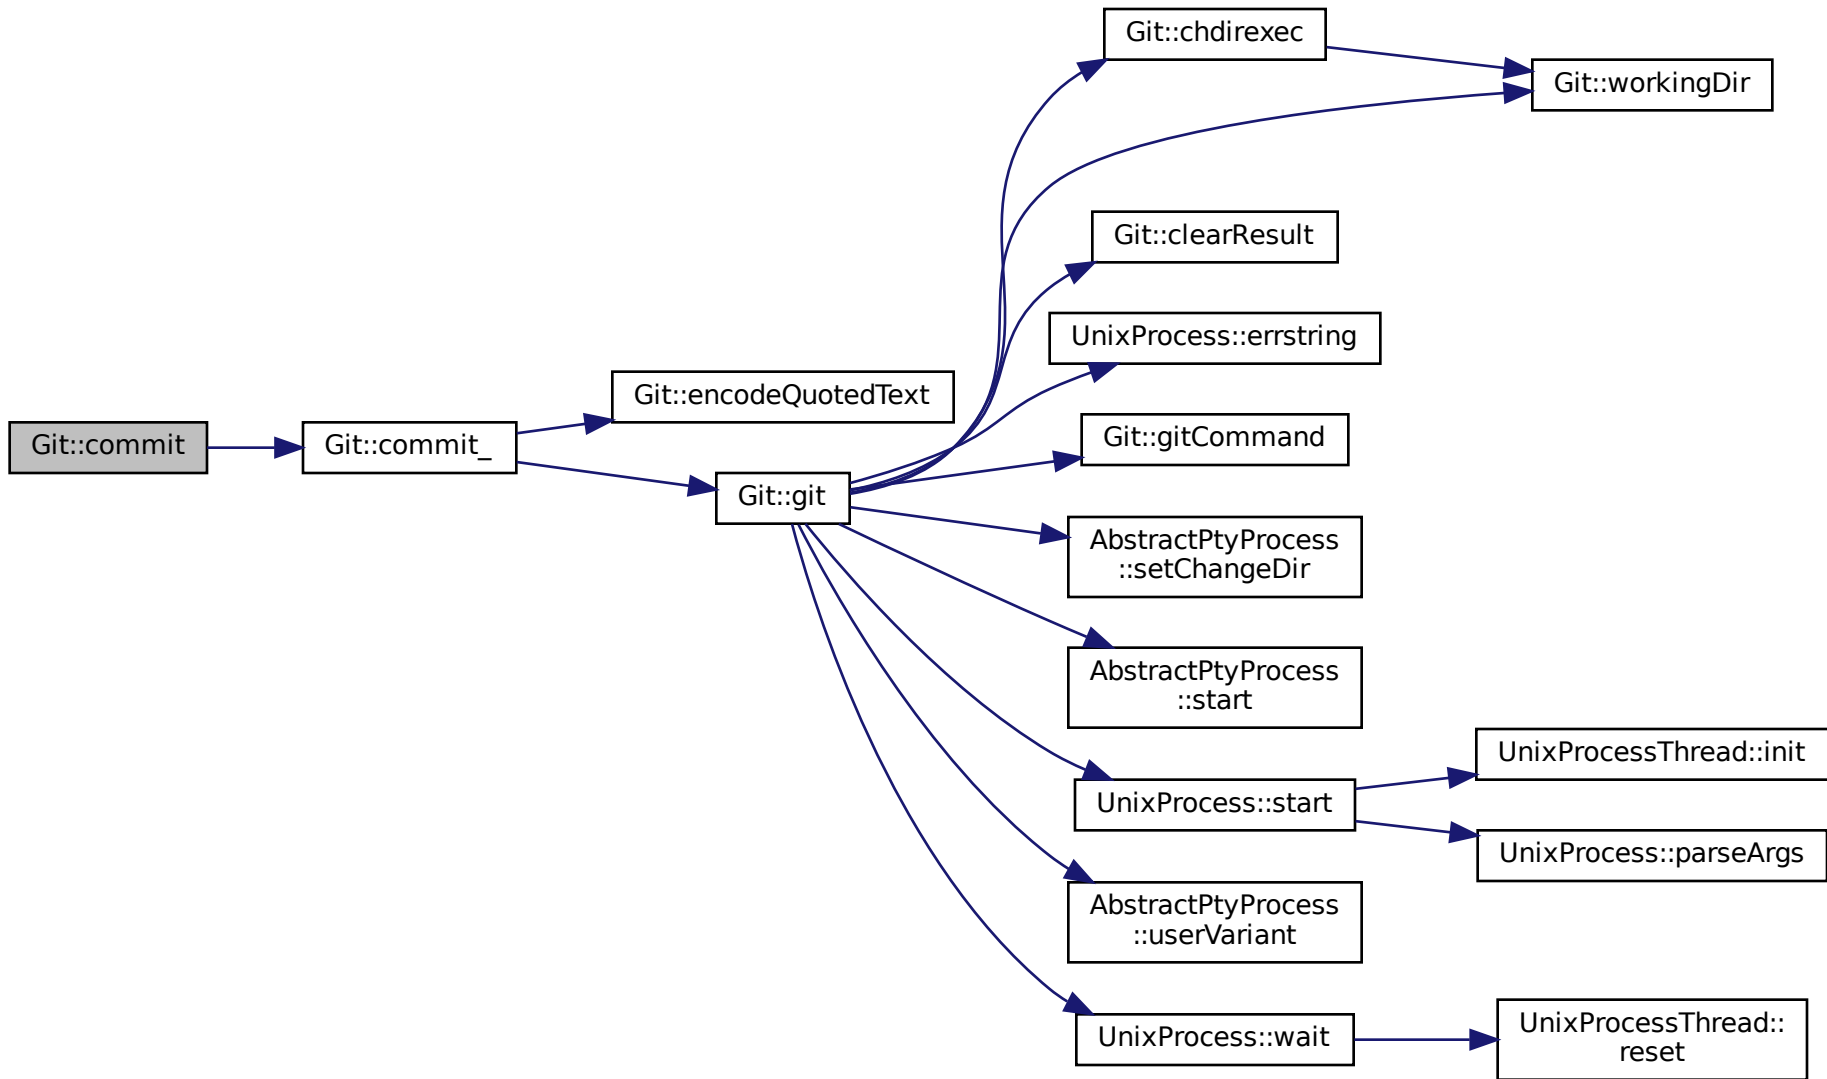 Git::chdirexec
Git::workingDir
Git::clearResult
UnixProcess::errstring
Git::encodeQuotedText
Git::commit
Git::commit_
Git::gitCommand
Git::git
AbstractPtyProcess
::setChangeDir
AbstractPtyProcess
::start
UnixProcessThread::init
UnixProcess::start
UnixProcess::parseArgs
AbstractPtyProcess
::userVariant
UnixProcess::wait
UnixProcessThread::
reset